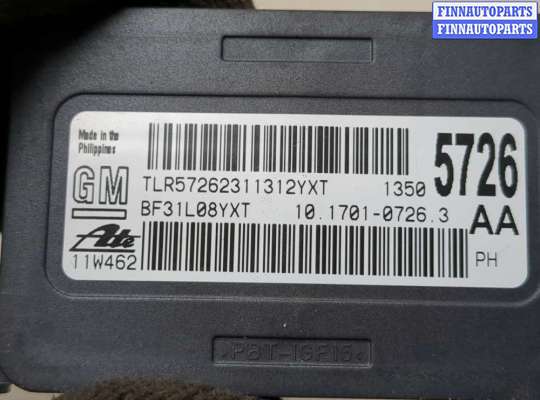 FINNAUTOPARTS
FINNAUTOPARTS
Made in the
Philippines
GM
TLR57262311312YXT
1350 5726
BF31L08YXT
10.1701-0726.3
AA
Ate
11W462
PH
>PBT-IGF15<